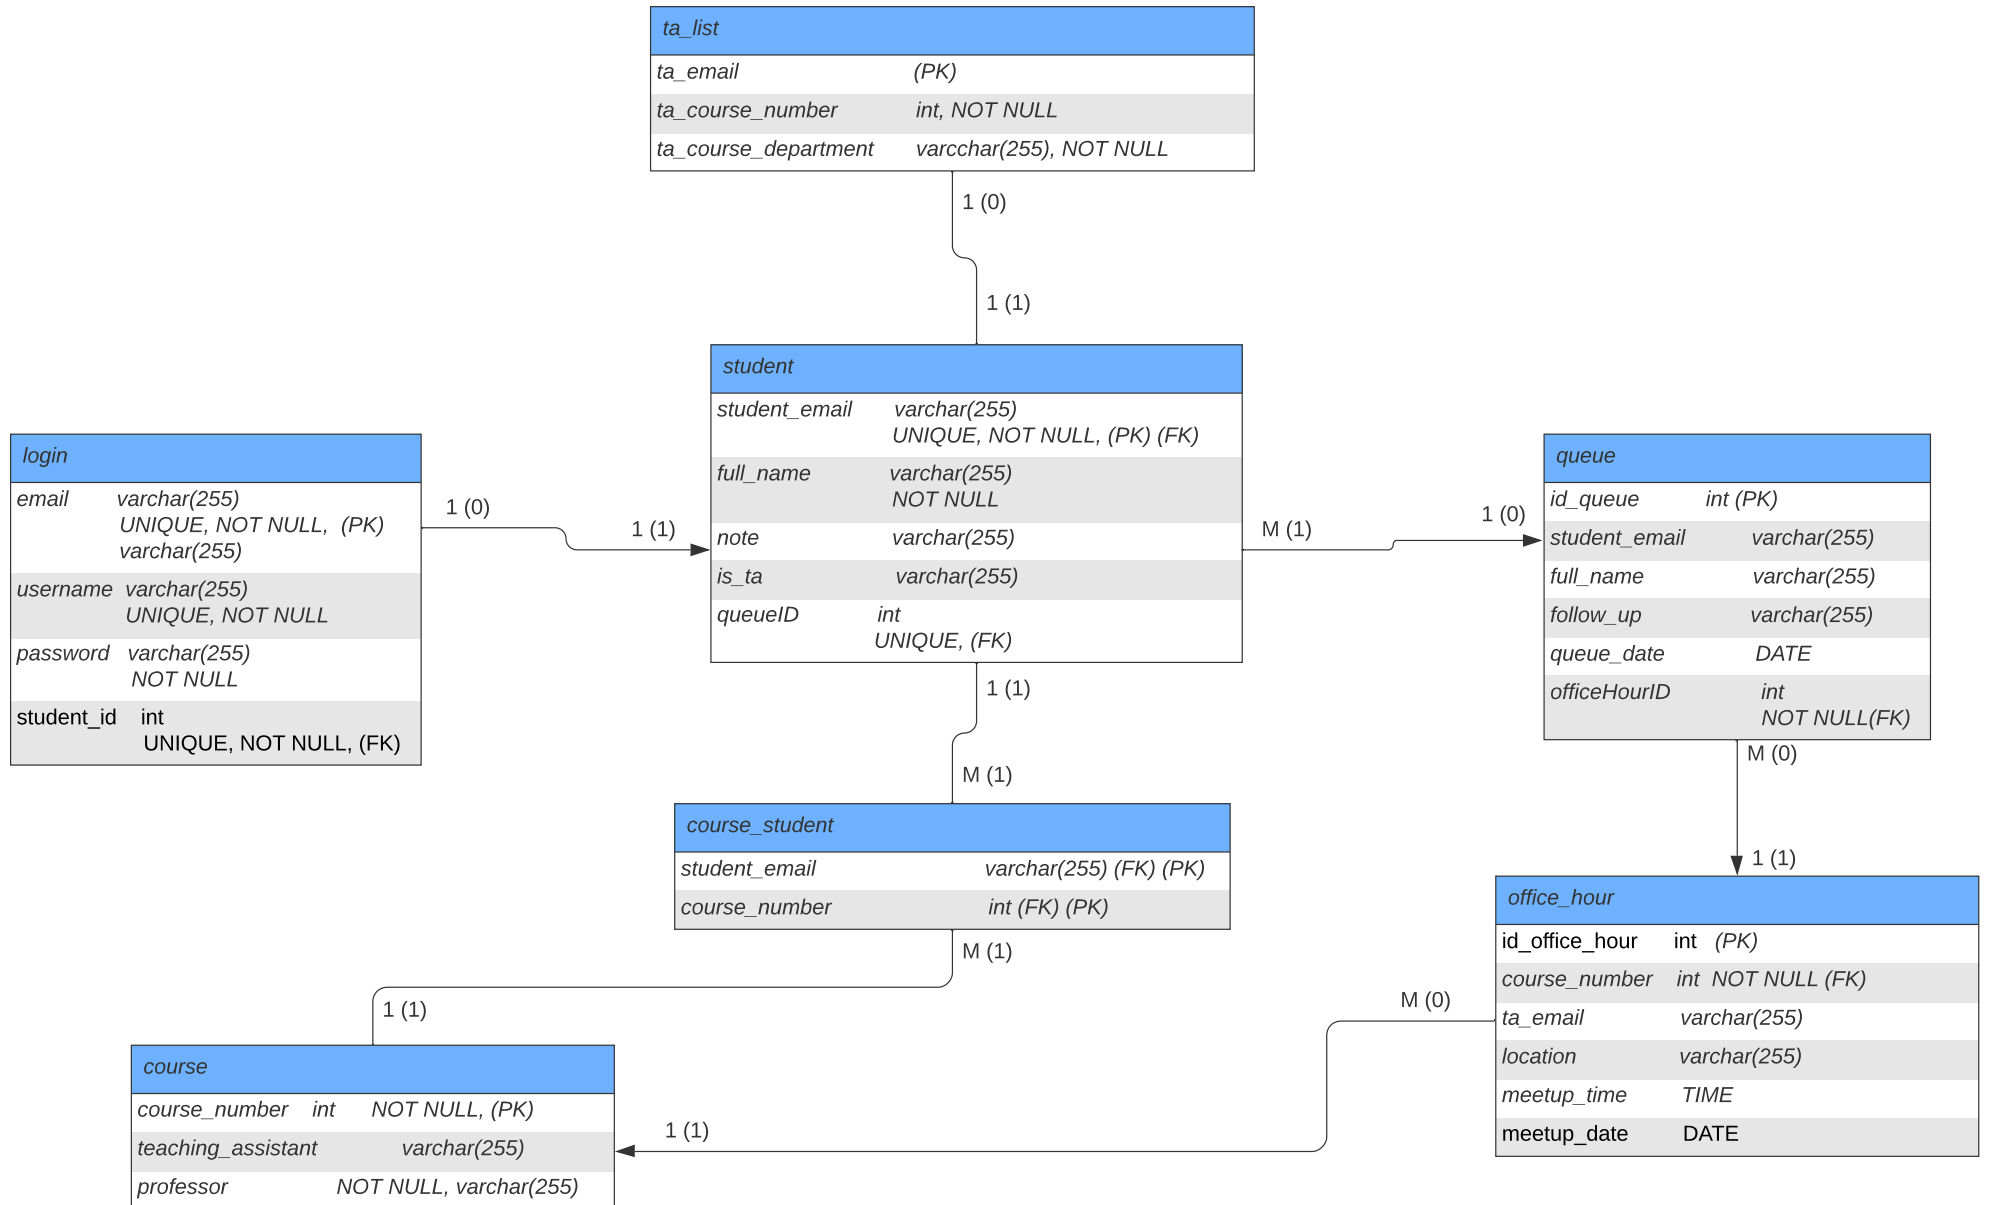 ta_list
ta_email (PK)
ta_course_number int, NOT NULL
ta_course_department varcchar(255), NOT NULL
1 (0)
1 (1)
student
student_email varchar(255)
UNIQUE, NOT NULL, (PK) (FK)
full_name varchar(255)
NOT NULL
note varchar(255)
is_ta varchar(255)
queueID int
UNIQUE, (FK)
login
email varchar(255)
UNIQUE, NOT NULL, (PK)
varchar(255)
username varchar(255)
UNIQUE, NOT NULL
password varchar(255)
NOT NULL
student_id int
UNIQUE, NOT NULL, (FK)
1 (0)
1 (1)
M (1)
1 (0)
queue
id_queue int (PK)
student_email varchar(255)
full_name varchar(255)
follow_up varchar(255)
queue_date DATE
officeHourID int
NOT NULL(FK)
M (0)
1 (1)
1 (1)
M (1)
course_student
student_email varchar(255) (FK) (PK)
course_number int (FK) (PK)
M (1)
1 (1)
office_hour
id_office_hour int (PK)
course_number int NOT NULL (FK)
ta_email varchar(255)
location varchar(255)
meetup_time TIME
meetup_date DATE
M (0)
1 (1)
course
course_number int NOT NULL, (PK)
teaching_assistant varchar(255)
professor NOT NULL, varchar(255)